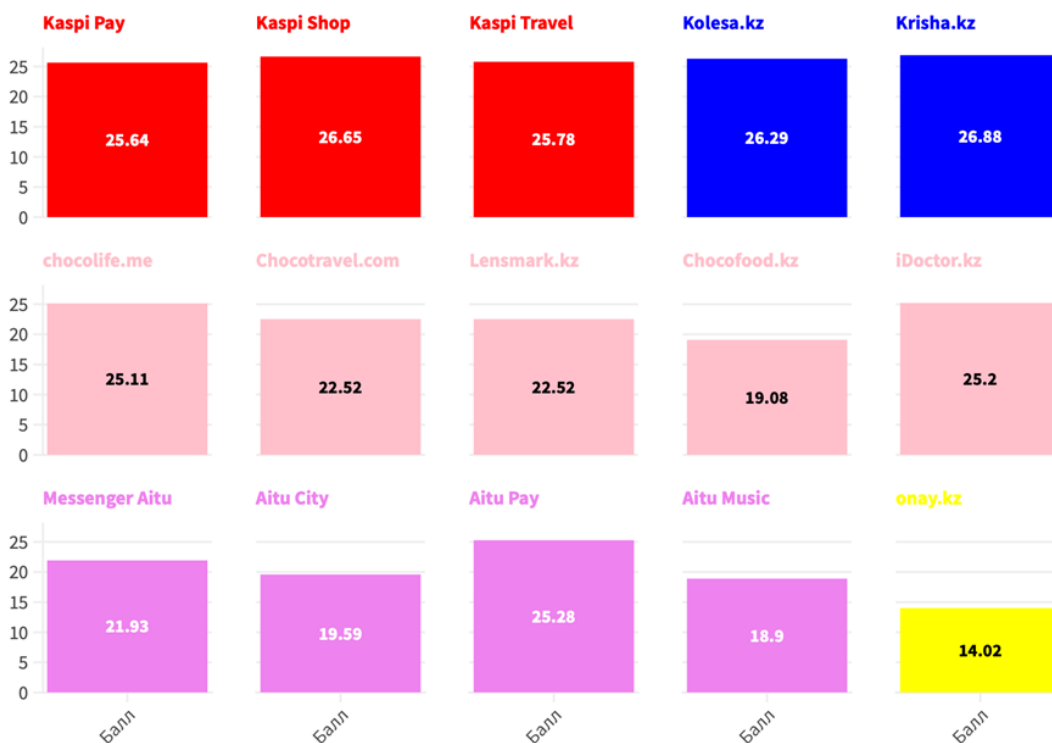 Kaspi Pay Kaspi Shop Kaspi Travel Kolesa.kz Krisha.kz
25
20
15
10
5
0
25.64 26.65 25.78 26.29 26.88
chocolife.me Chocotravel.com Lensmark.kz Chocofood.kz iDoctor.kz
25
20
15
10
5
0
25.11 22.52 22.52 19.08 25.2
Messenger Aitu Aitu City Aitu Pay Aitu Music onay.kz
25
20
15
10
5
0
21.93 19.59 25.28 18.9 14.02
Балл Балл Балл Балл Балл